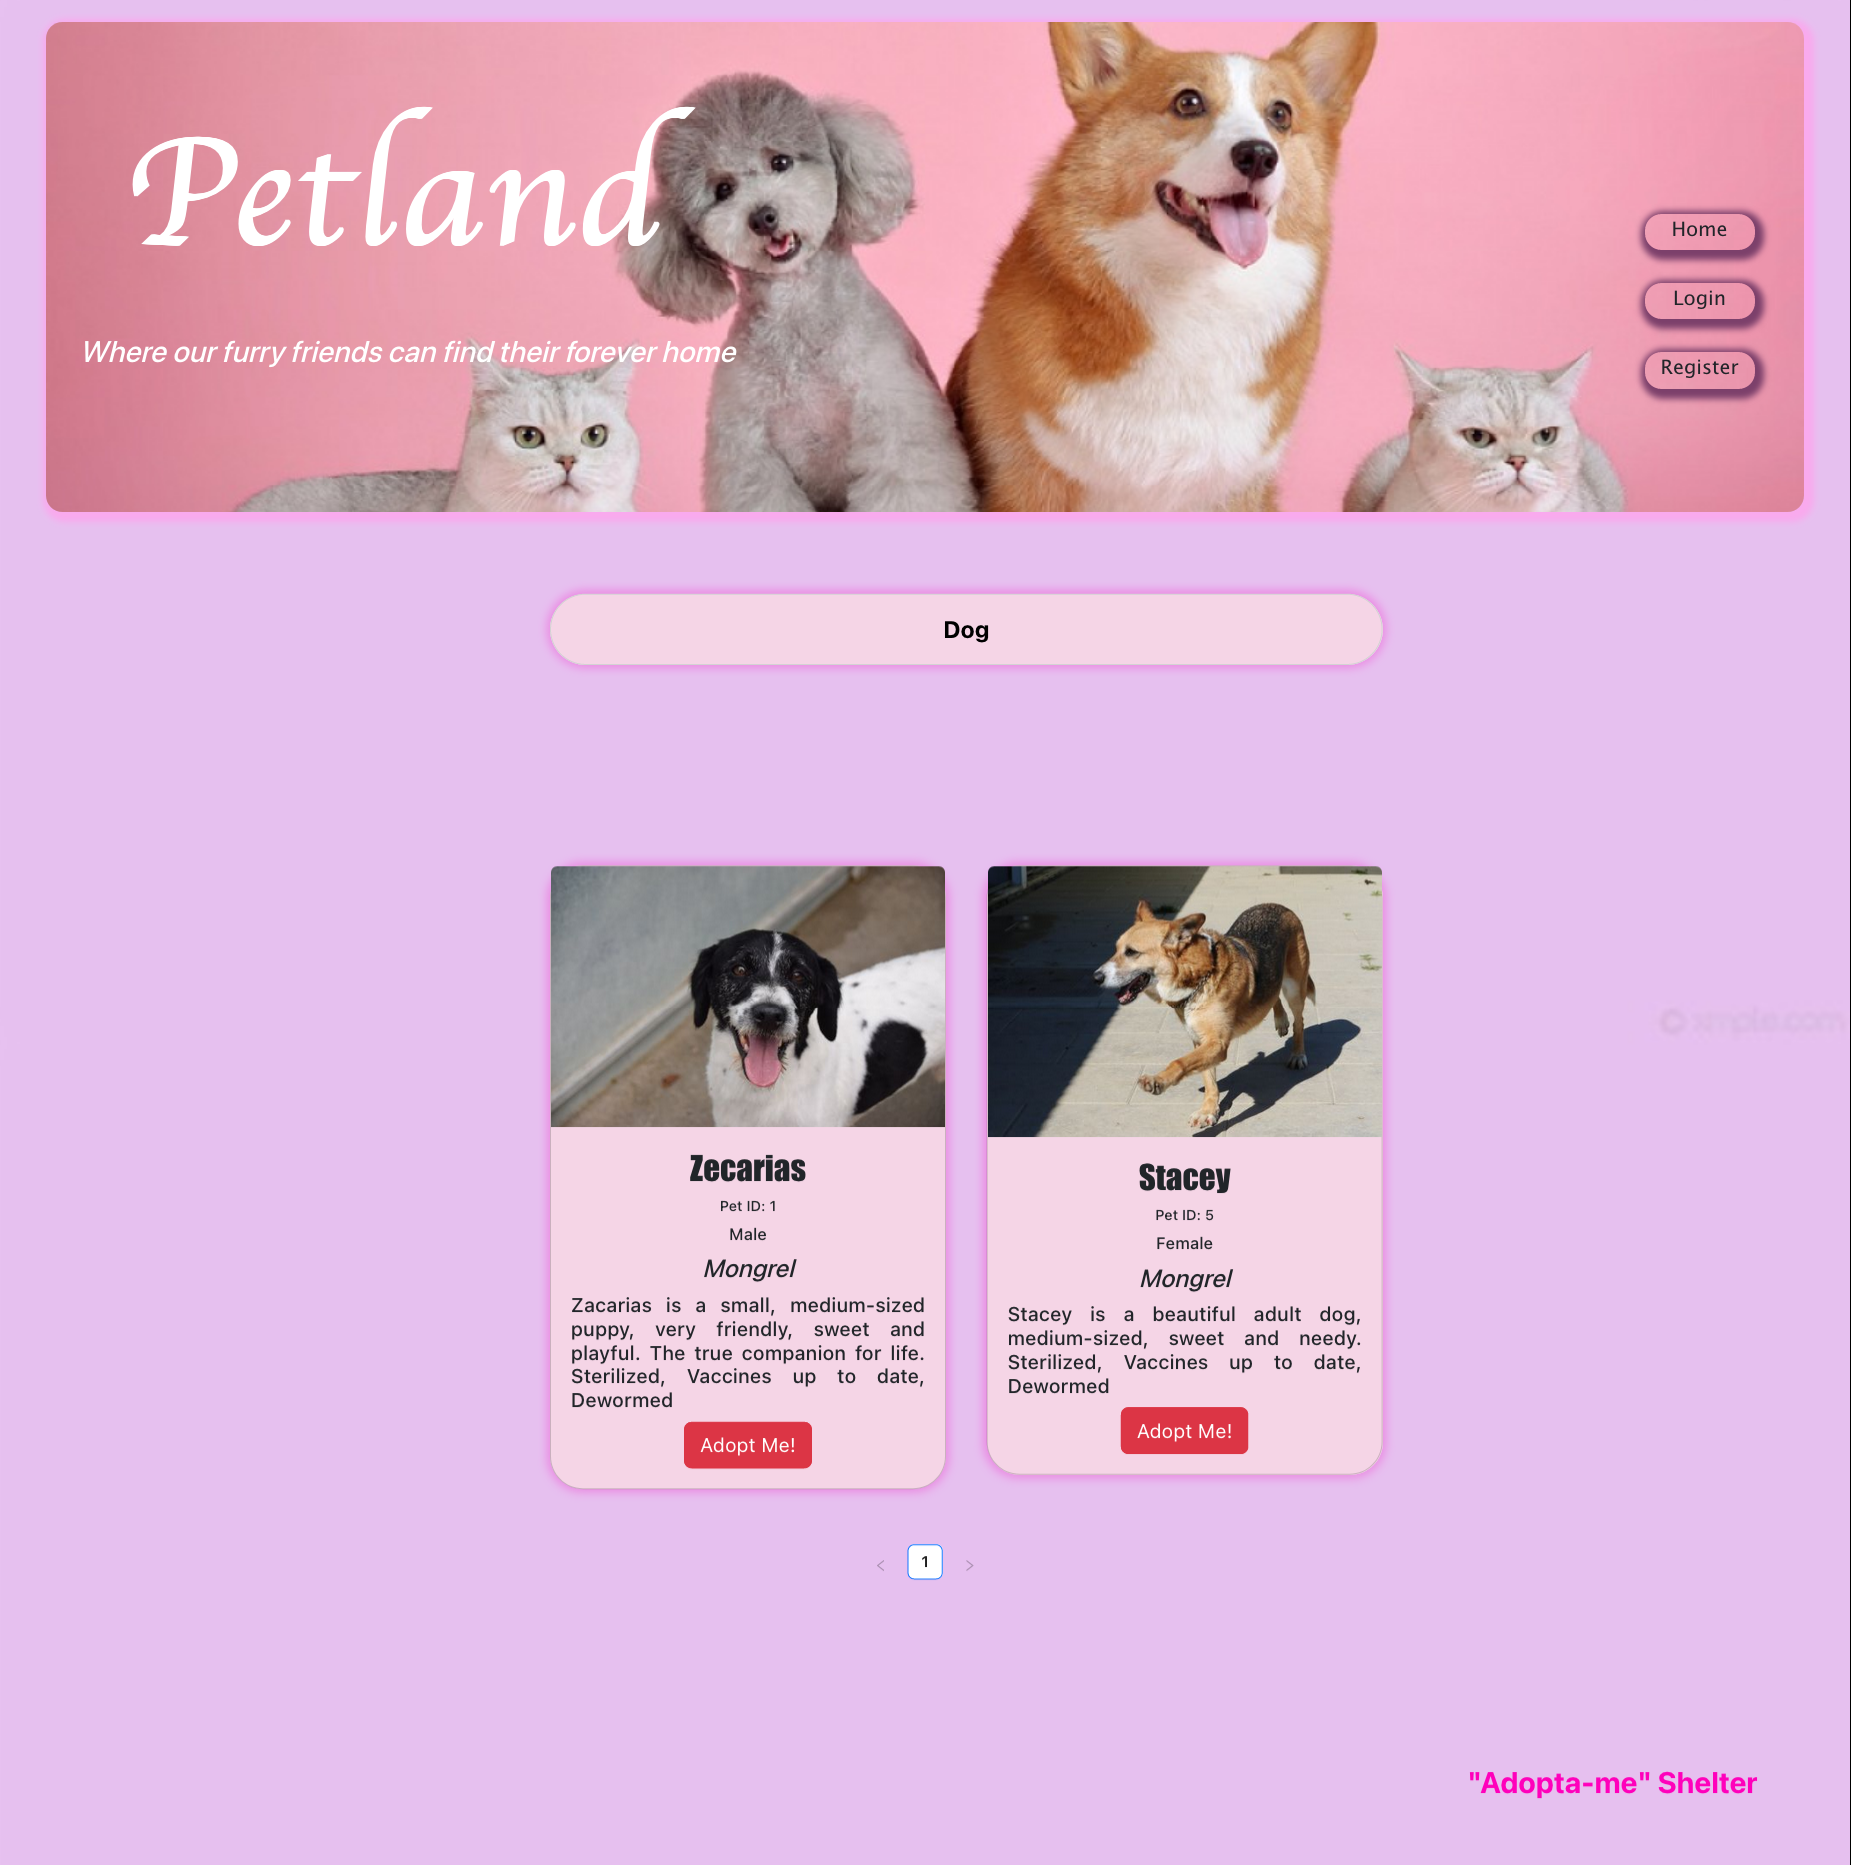 Petland
Where our furry friends can find their forever home
Home
Login
Register
Dog
Zecarias
Pet ID: 1
Male
Mongrel
Zacarias is a small, medium-sized
puppy, very friendly, sweet and
playful. The true companion for life.
Sterilized, Vaccines up to date,
Dewormed
Adopt Me!
Stacey
Pet ID: 5
Female
Mongrel
Stacey is a beautiful adult dog,
medium-sized, sweet and needy.
Sterilized, Vaccines up to date,
Dewormed
Adopt Me!
< 1 >
"Adopta-me" Shelter